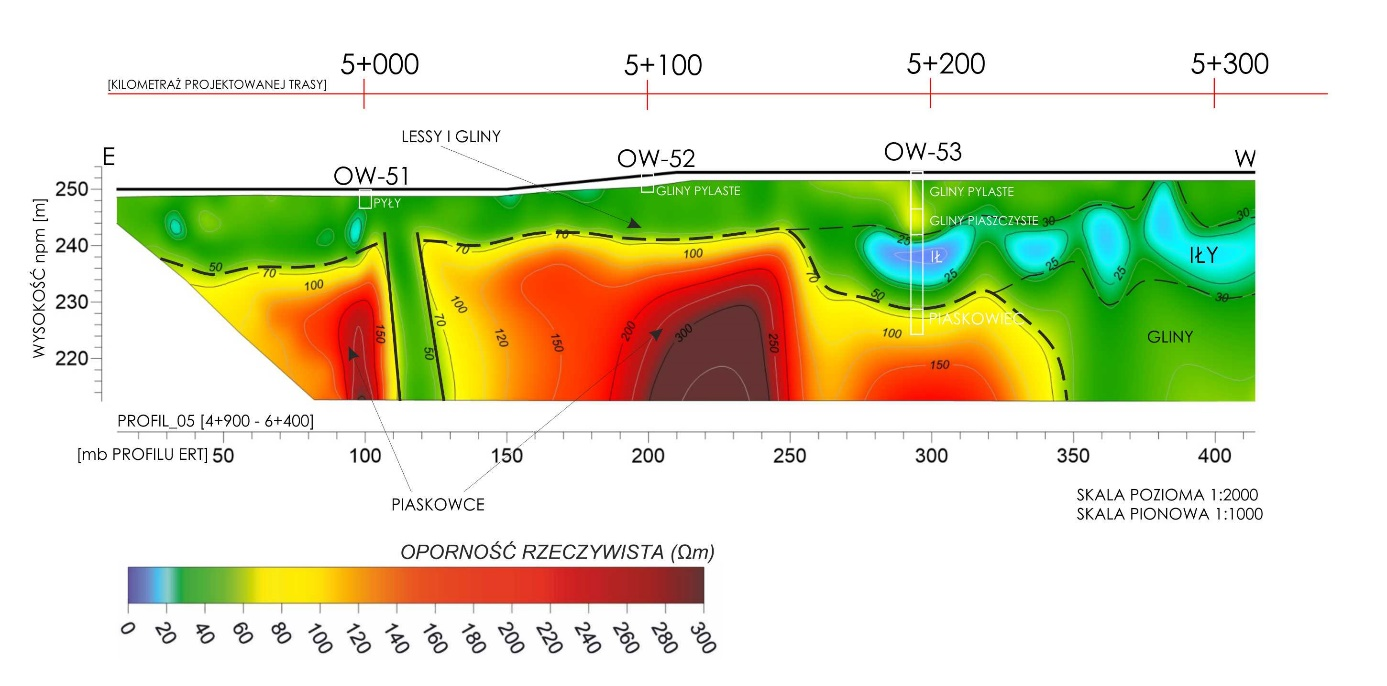 5+000 5+100 5+200 5+300
[KILOMETRAŻ PROJEKTOWANEJ TRASY]
LESSY I GLINY
E OW-51 OW-52 OW-53 W
WYSOKOŚĆ npm [m]
250
240
230
220
PYŁY
GLINY PYLASTE
GLINY PYLASTE
GLINY PIASZCZYSTE
IŁ
IŁY
PIASKOWIEC
GLINY
50 70 100 150
70 50 70 100 120 150
70 100 200 300 250
70 50 25 25 100 150
30 25 25 30 30
PROFIL_05 [4+900 - 6+400]
[mb PROFILU ERT] 50 100 150 200 250 300 350 400
PIASKOWCE
SKALA POZIOMA 1:2000
SKALA PIONOWA 1:1000
OPORNOŚĆ RZECZYWISTA (Ωm)
0 20 40 60 80 100 120 140 160 180 200 220 240 260 280 300